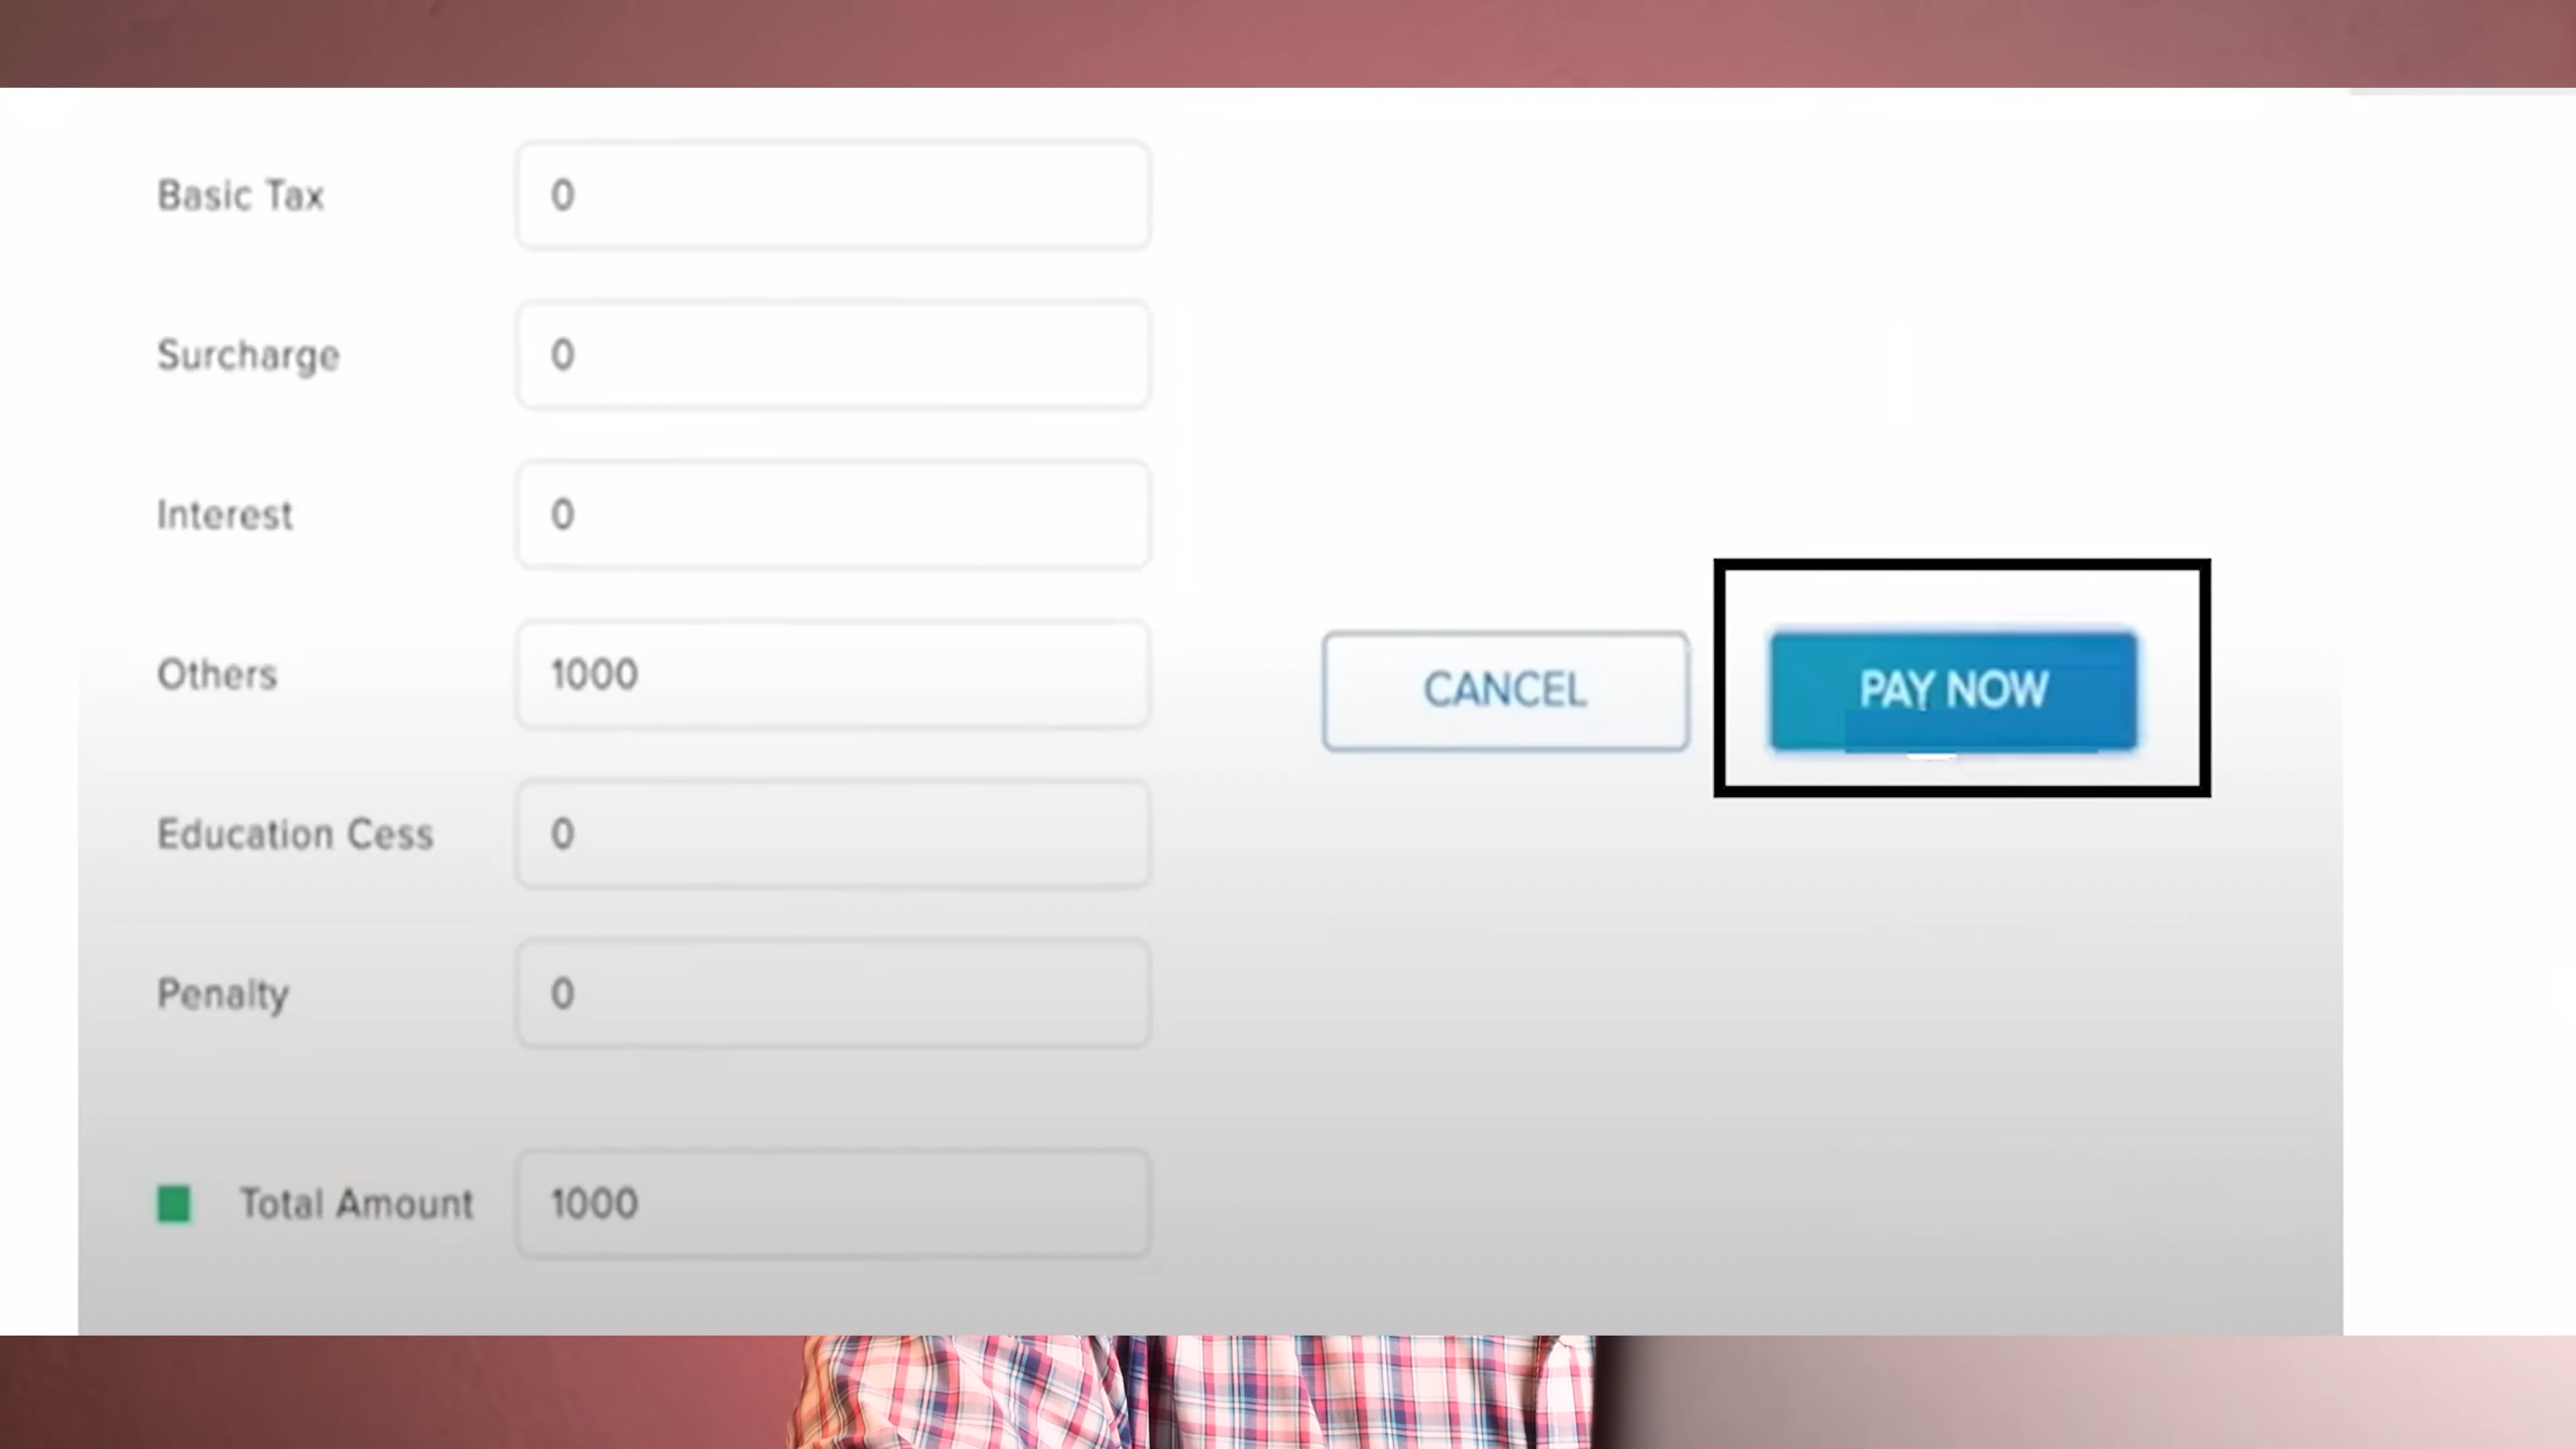 Basic Tax 0
Surcharge 0
Interest 0
Others 1000
CANCEL PAY NOW
Education Cess 0
Penalty 0
Total Amount 1000